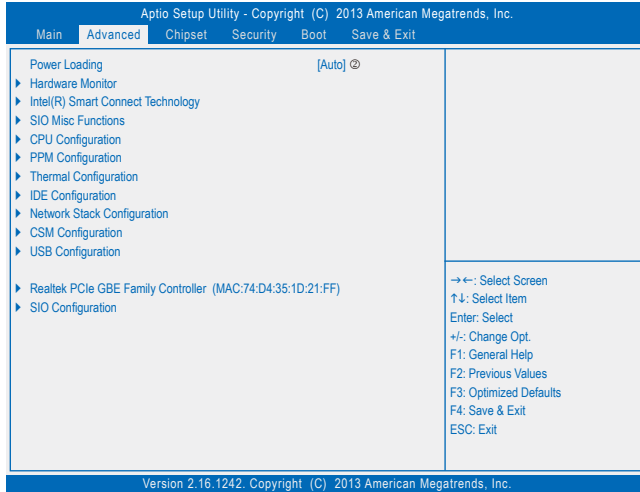 Aptio Setup Utility - Copyright (C) 2013 American Megatrends, Inc.
Main Advanced Chipset Security Boot Save & Exit
Power Loading [Auto] ②
Hardware Monitor
Intel(R) Smart Connect Technology
SIO Misc Functions
CPU Configuration
PPM Configuration
Thermal Configuration
IDE Configuration
Network Stack Configuration
CSM Configuration
USB Configuration
Realtek PCIe GBE Family Controller (MAC:74:D4:35:1D:21:FF)
SIO Configuration
→←: Select Screen
↑↓: Select Item
Enter: Select
+/-: Change Opt.
F1: General Help
F2: Previous Values
F3: Optimized Defaults
F4: Save & Exit
ESC: Exit
Version 2.16.1242. Copyright (C) 2013 American Megatrends, Inc.